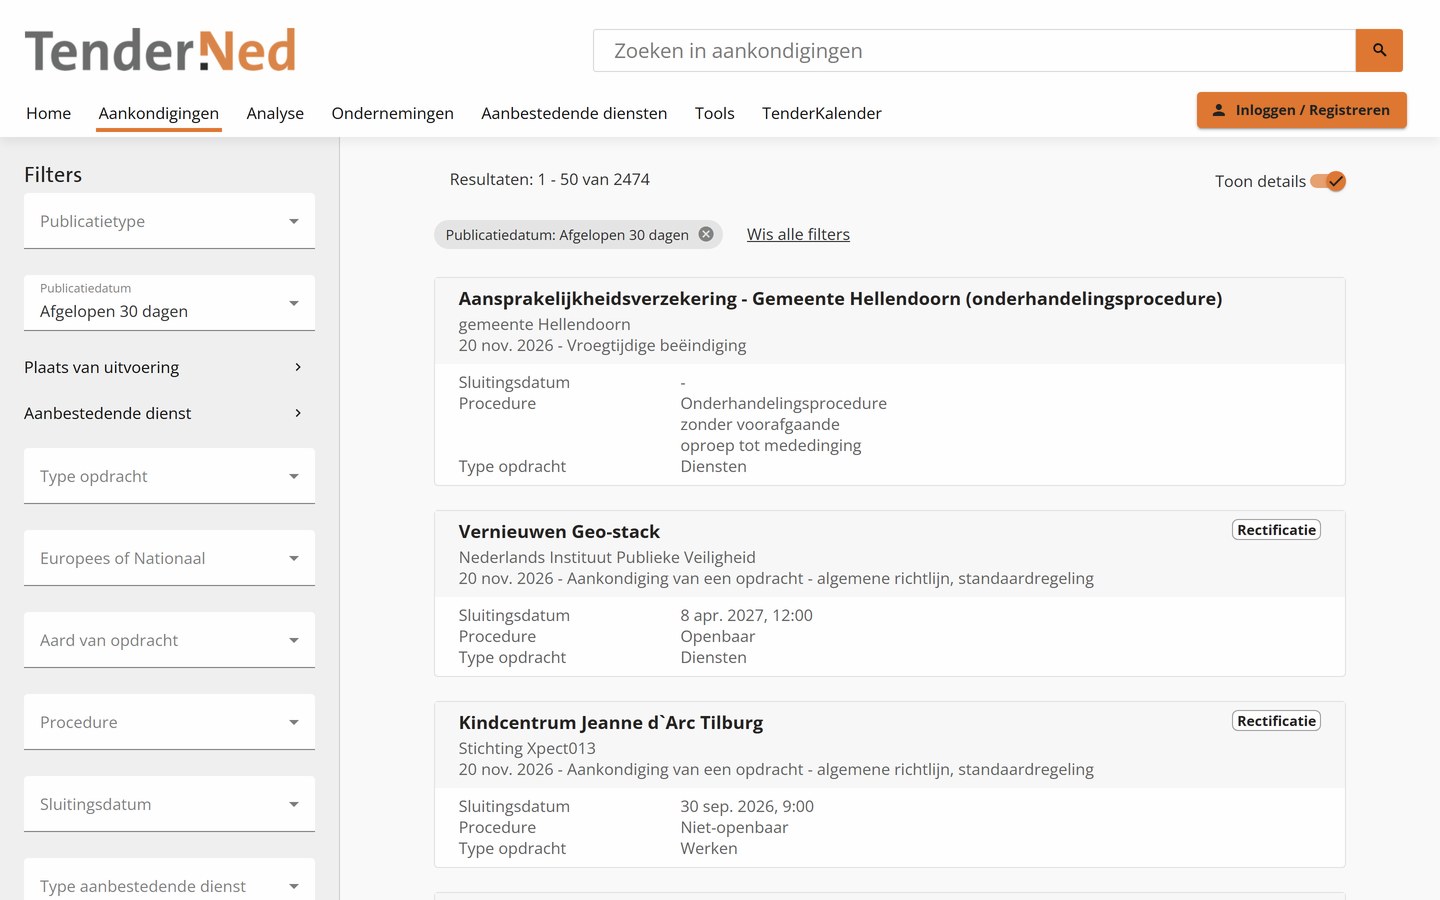 TenderNed
Zoeken in aankondigingen
Home
Aankondigingen
Analyse
Ondernemingen
Aanbestedende diensten
Tools
TenderKalender
Inloggen / Registreren
Filters
Publicatietype
Publicatiedatum
Afgelopen 30 dagen
Plaats van uitvoering
Aanbestedende dienst
Type opdracht
Europees of Nationaal
Aard van opdracht
Procedure
Sluitingsdatum
Type aanbestedende dienst
Resultaten: 1 - 50 van 2474
Toon details
Publicatiedatum: Afgelopen 30 dagen
Wis alle filters
Aansprakelijkheidsverzekering - Gemeente Hellendoorn (onderhandelingsprocedure)
gemeente Hellendoorn
20 nov. 2026 - Vroegtijdige beëindiging
Sluitingsdatum -
Procedure Onderhandelingsprocedure
zonder voorafgaande
oproep tot mededinging
Type opdracht Diensten
Vernieuwen Geo-stack
Rectificatie
Nederlands Instituut Publieke Veiligheid
20 nov. 2026 - Aankondiging van een opdracht - algemene richtlijn, standaardregeling
Sluitingsdatum 8 apr. 2027, 12:00
Procedure Openbaar
Type opdracht Diensten
Kindcentrum Jeanne d`Arc Tilburg
Rectificatie
Stichting Xpect013
20 nov. 2026 - Aankondiging van een opdracht - algemene richtlijn, standaardregeling
Sluitingsdatum 30 sep. 2026, 9:00
Procedure Niet-openbaar
Type opdracht Werken